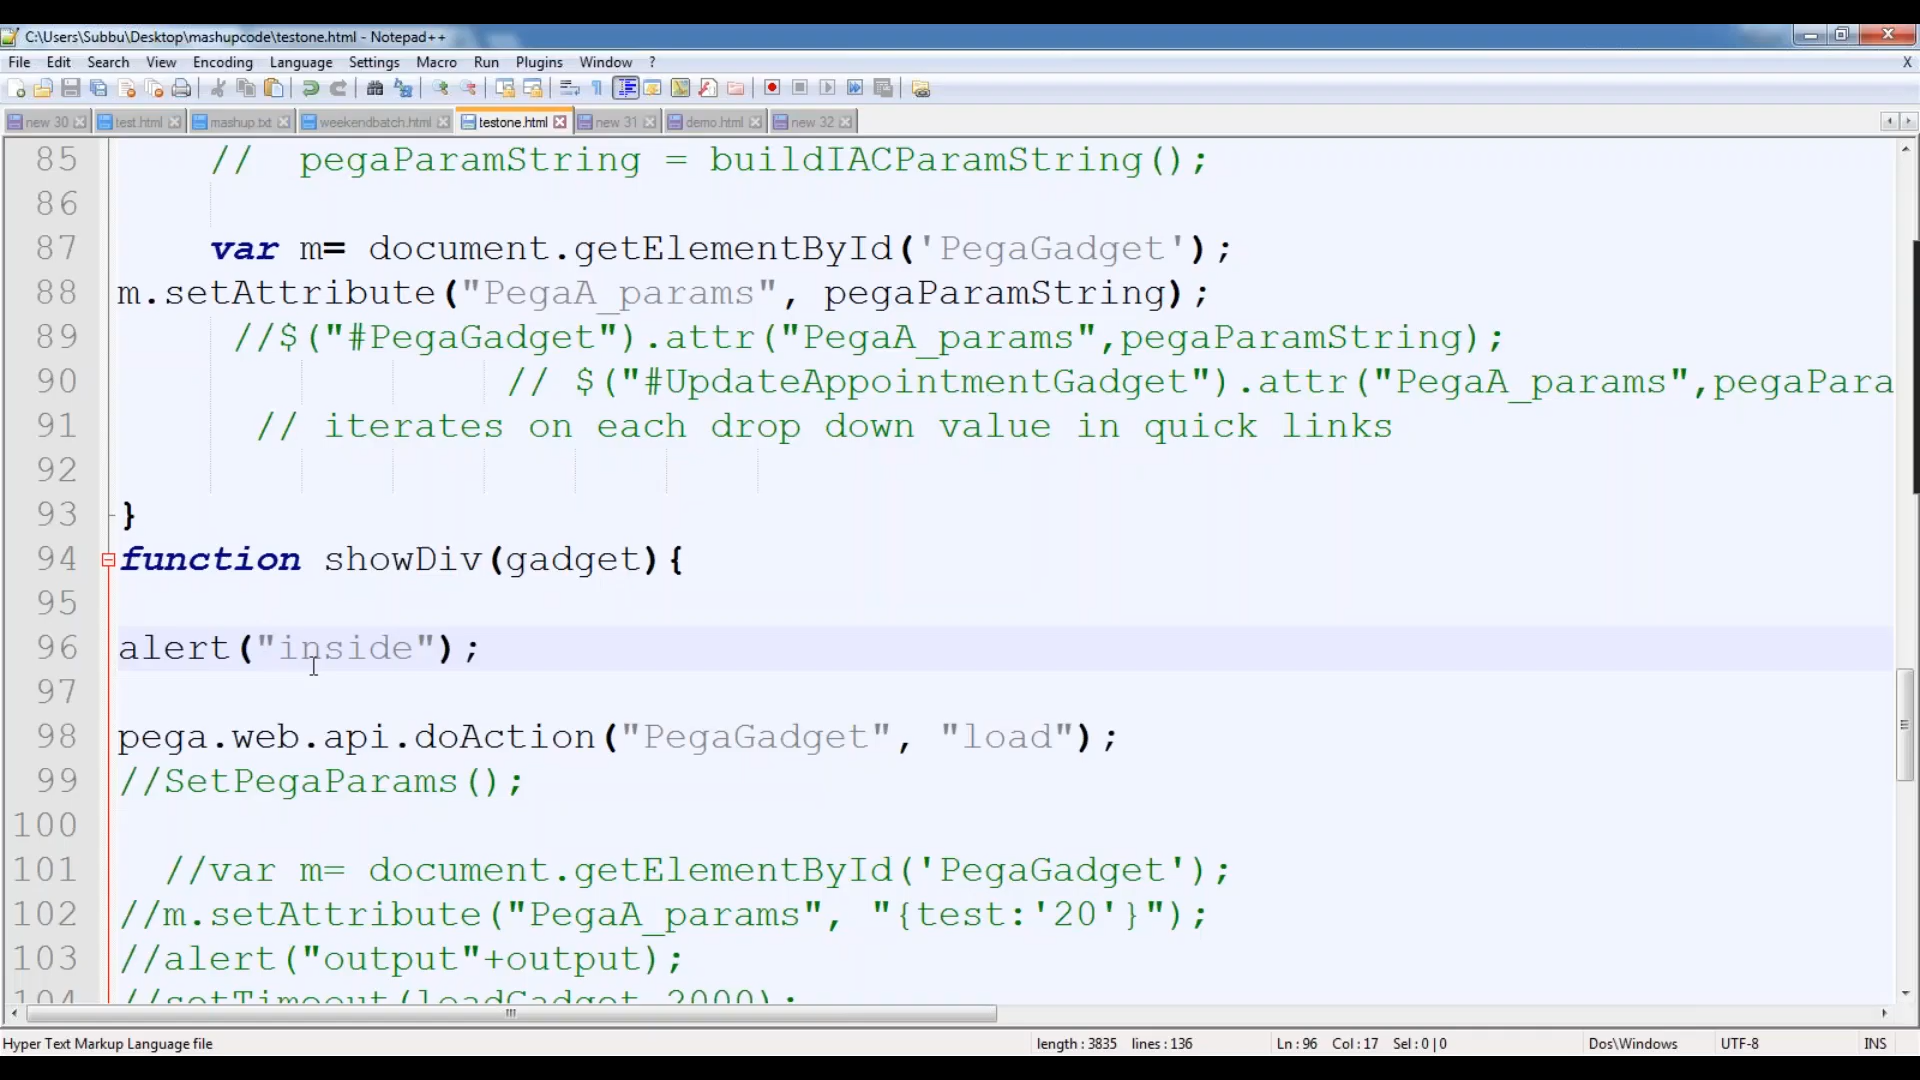 C:\Users\Subbu\Desktop\mashupcode\testone.html - Notepad++
File Edit Search View Encoding Language Settings Macro Run Plugins Window ? X
new 30 test.html mashup.txt weekendbatch.html testone.html new 31 demo.html new 32
85 // pegaParamString = buildIACParamString();
86
87 var m= document.getElementById('PegaGadget');
88 m.setAttribute("PegaA_params", pegaParamString);
89 //$("#PegaGadget").attr("PegaA_params",pegaParamString);
90 // $("#UpdateAppointmentGadget").attr("PegaA_params",pegaPara
91 // iterates on each drop down value in quick links
92
93 }
94 function showDiv(gadget){
95
96 alert("inside");
97
98 pega.web.api.doAction("PegaGadget", "load");
99 //SetPegaParams();
100
101 //var m= document.getElementById('PegaGadget');
102 //m.setAttribute("PegaA_params", "{test:'20'}");
103 //alert("output"+output);
104 //setTimeout(loadGadget,2000);
Hyper Text Markup Language file length : 3835 lines : 136 Ln : 96 Col : 17 Sel : 0 | 0 Dos\Windows UTF-8 INS